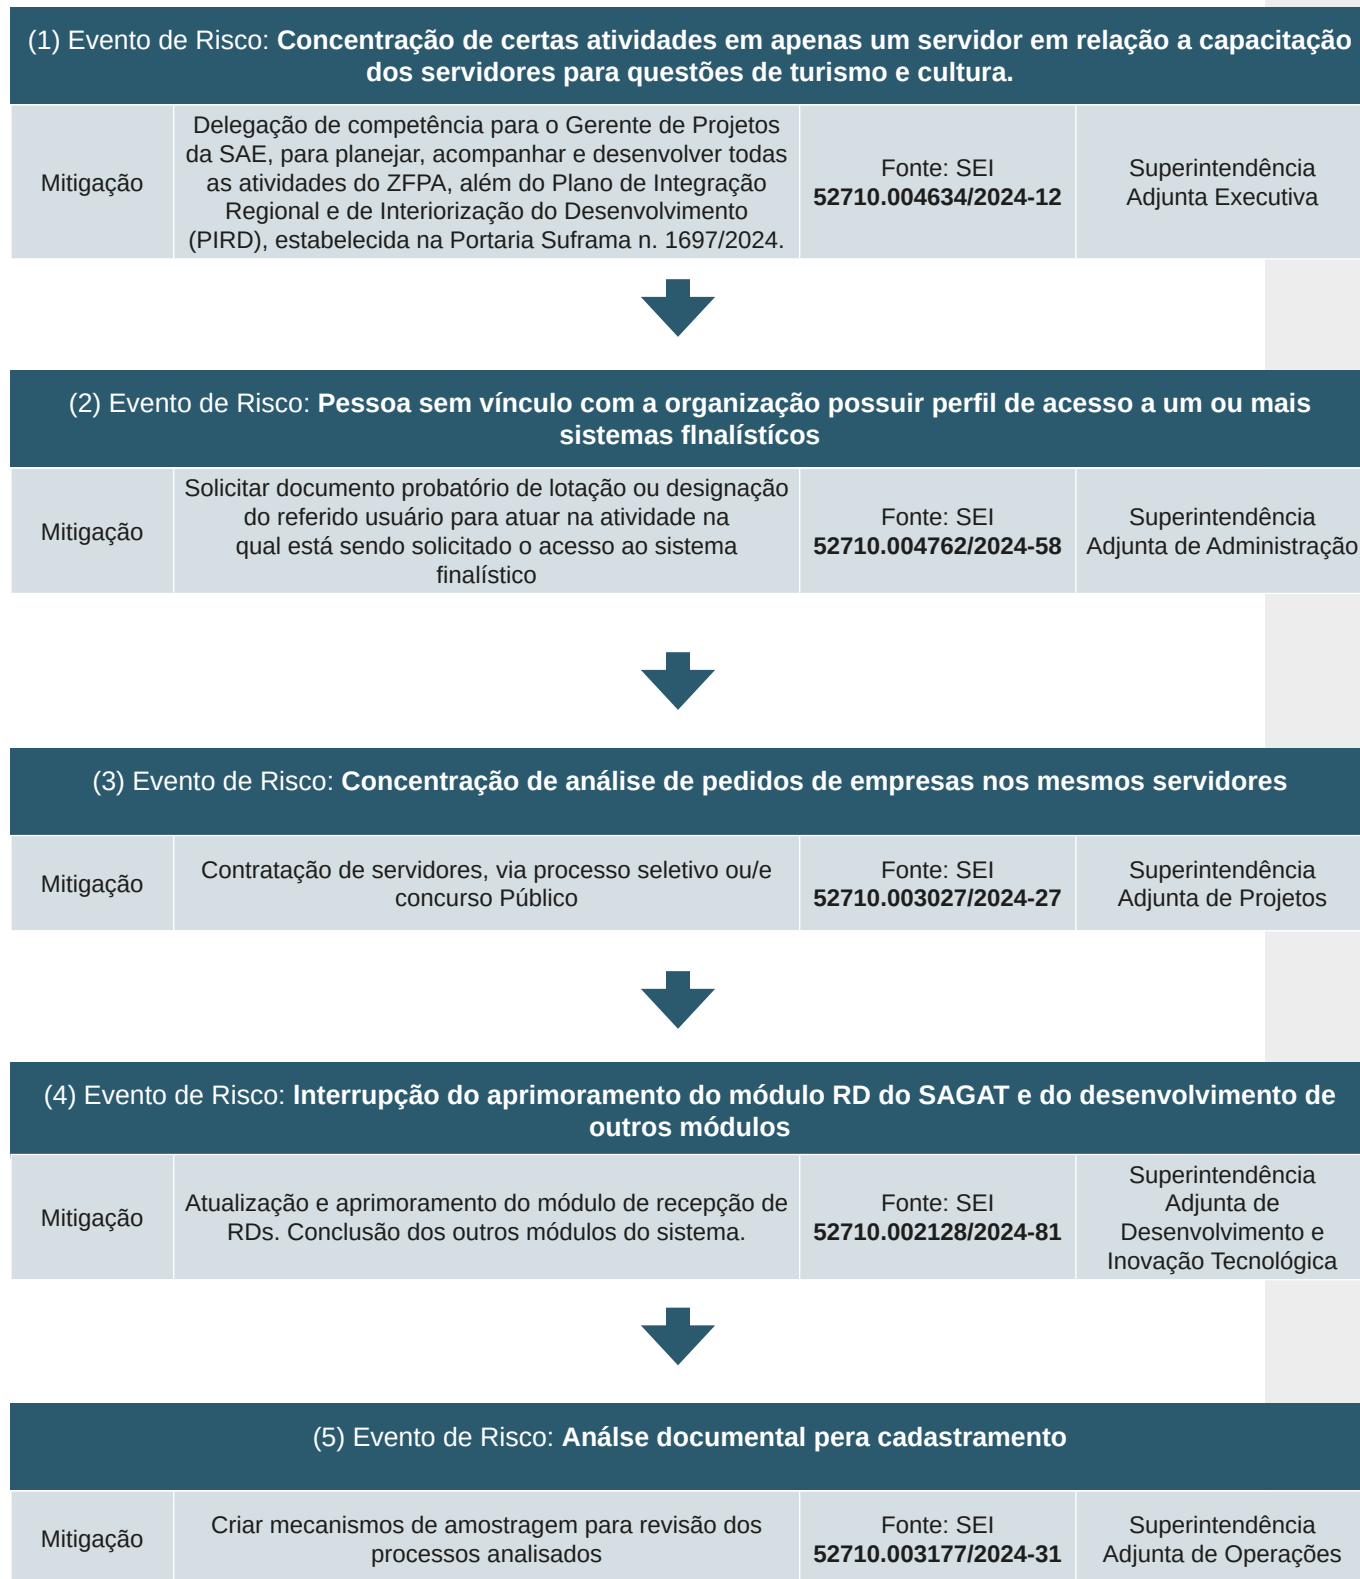 (1) Evento de Risco: Concentração de certas atividades em apenas um servidor em relação a capacitação
dos servidores para questões de turismo e cultura.
Mitigação
Delegação de competência para o Gerente de Projetos
da SAE, para planejar, acompanhar e desenvolver todas
as atividades do ZFPA, além do Plano de Integração
Regional e de Interiorização do Desenvolvimento
(PIRD), estabelecida na Portaria Suframa n. 1697/2024.
Fonte: SEI
52710.004634/2024-12
Superintendência
Adjunta Executiva
(2) Evento de Risco: Pessoa sem vínculo com a organização possuir perfil de acesso a um ou mais
sistemas fInalístícos
Mitigação
Solicitar documento probatório de lotação ou designação
do referido usuário para atuar na atividade na
qual está sendo solicitado o acesso ao sistema
finalístico
Fonte: SEI
52710.004762/2024-58
Superintendência
Adjunta de Administração
(3) Evento de Risco: Concentração de análise de pedidos de empresas nos mesmos servidores
Mitigação
Contratação de servidores, via processo seletivo ou/e
concurso Público
Fonte: SEI
52710.003027/2024-27
Superintendência
Adjunta de Projetos
(4) Evento de Risco: Interrupção do aprimoramento do módulo RD do SAGAT e do desenvolvimento de
outros módulos
Mitigação
Atualização e aprimoramento do módulo de recepção de
RDs. Conclusão dos outros módulos do sistema.
Fonte: SEI
52710.002128/2024-81
Superintendência
Adjunta de
Desenvolvimento e
Inovação Tecnológica
(5) Evento de Risco: Análse documental pera cadastramento
Mitigação
Criar mecanismos de amostragem para revisão dos
processos analisados
Fonte: SEI
52710.003177/2024-31
Superintendência
Adjunta de Operações